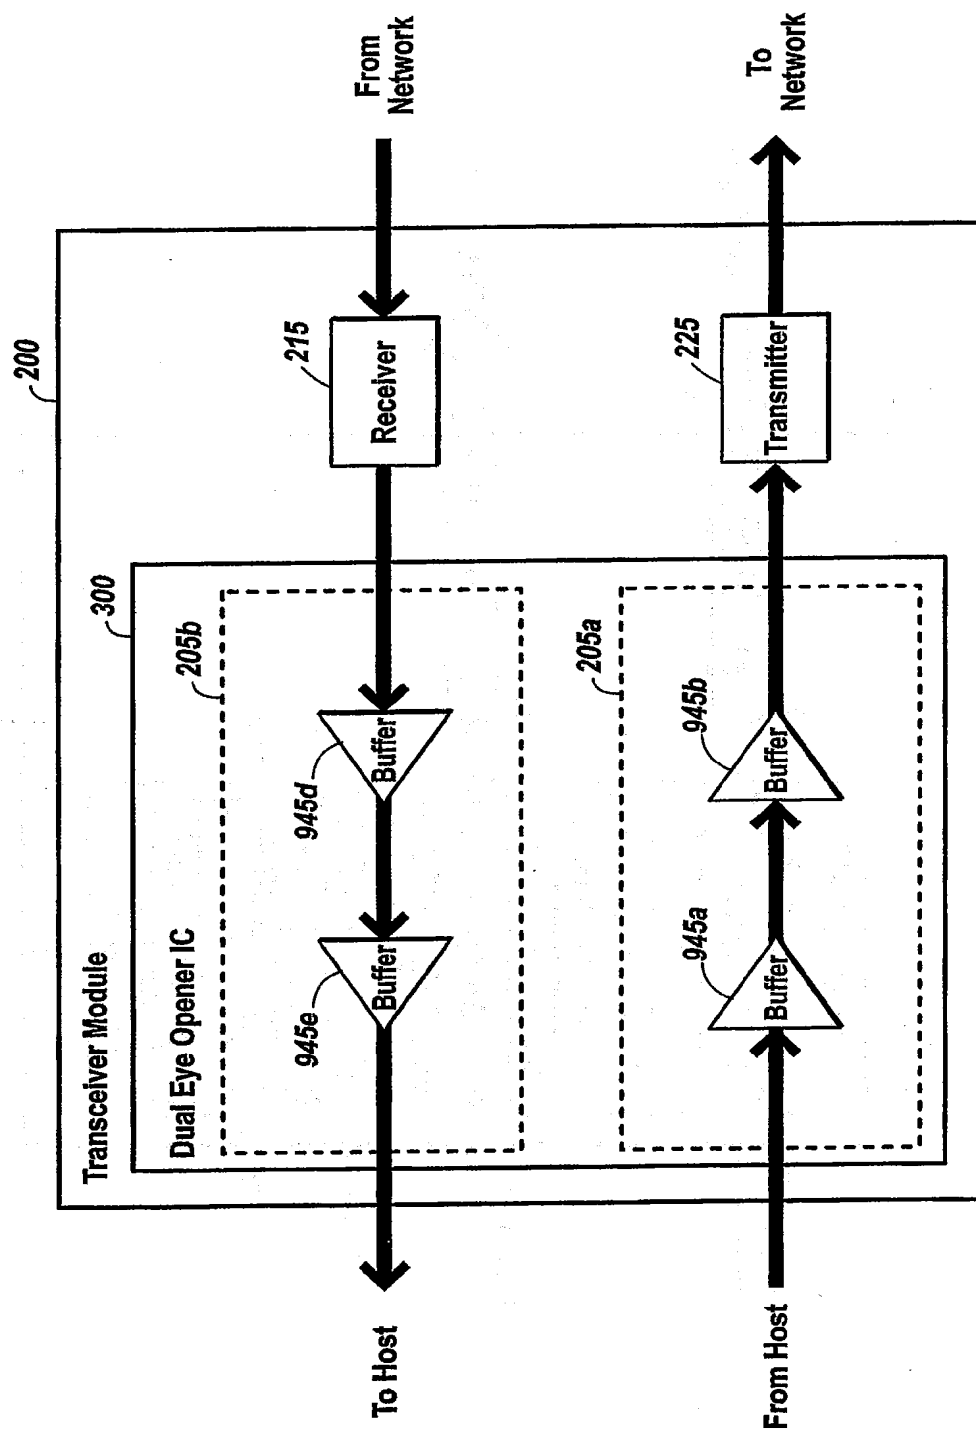 200
Transceiver Module
300
Dual Eye Opener IC
205b
To Host
945e
Buffer
945d
Buffer
215
Receiver
From
Network
205a
From Host
945a
Buffer
945b
Buffer
225
Transmitter
To
Network